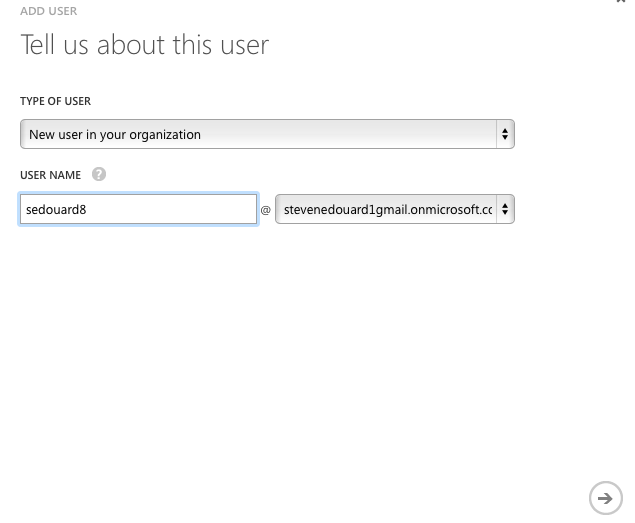 ADD USER
Tell us about this user
TYPE OF USER
New user in your organization
USER NAME ?
sedouard8 @ stevenedouard1gmail.onmicrosoft.cc